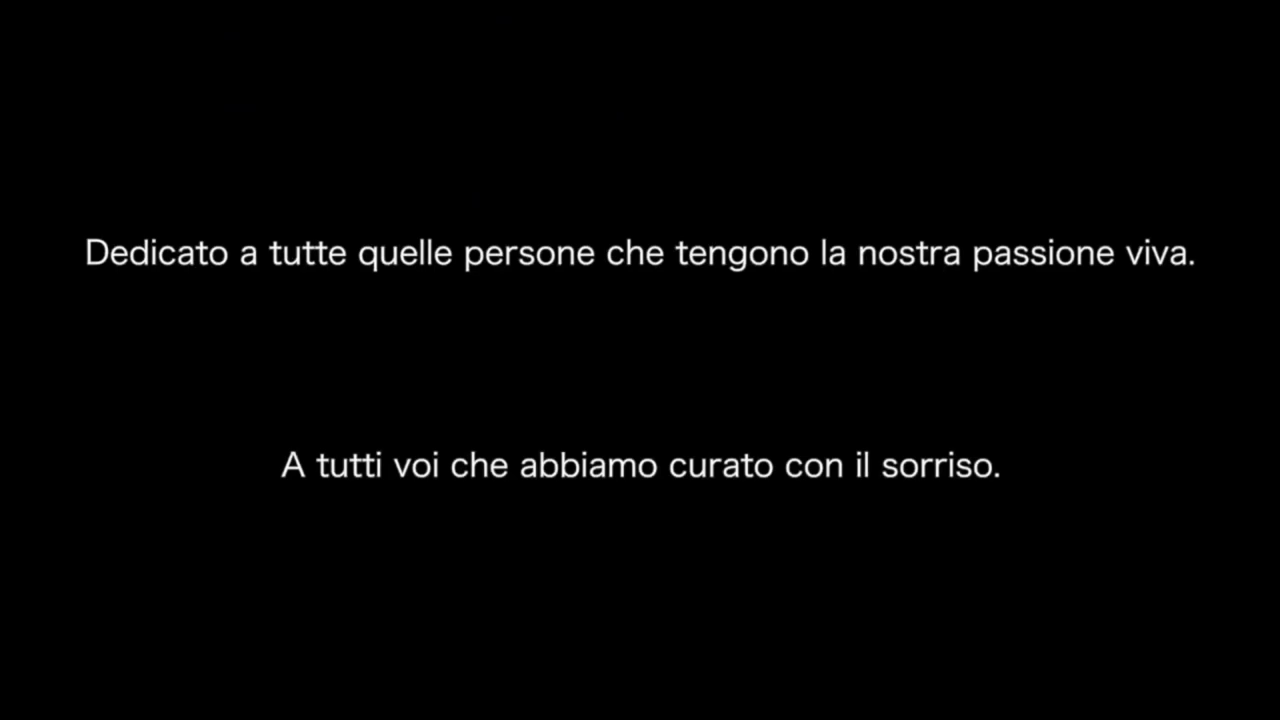 Dedicato a tutte quelle persone che tengono la nostra passione viva.
A tutti voi che abbiamo curato con il sorriso.